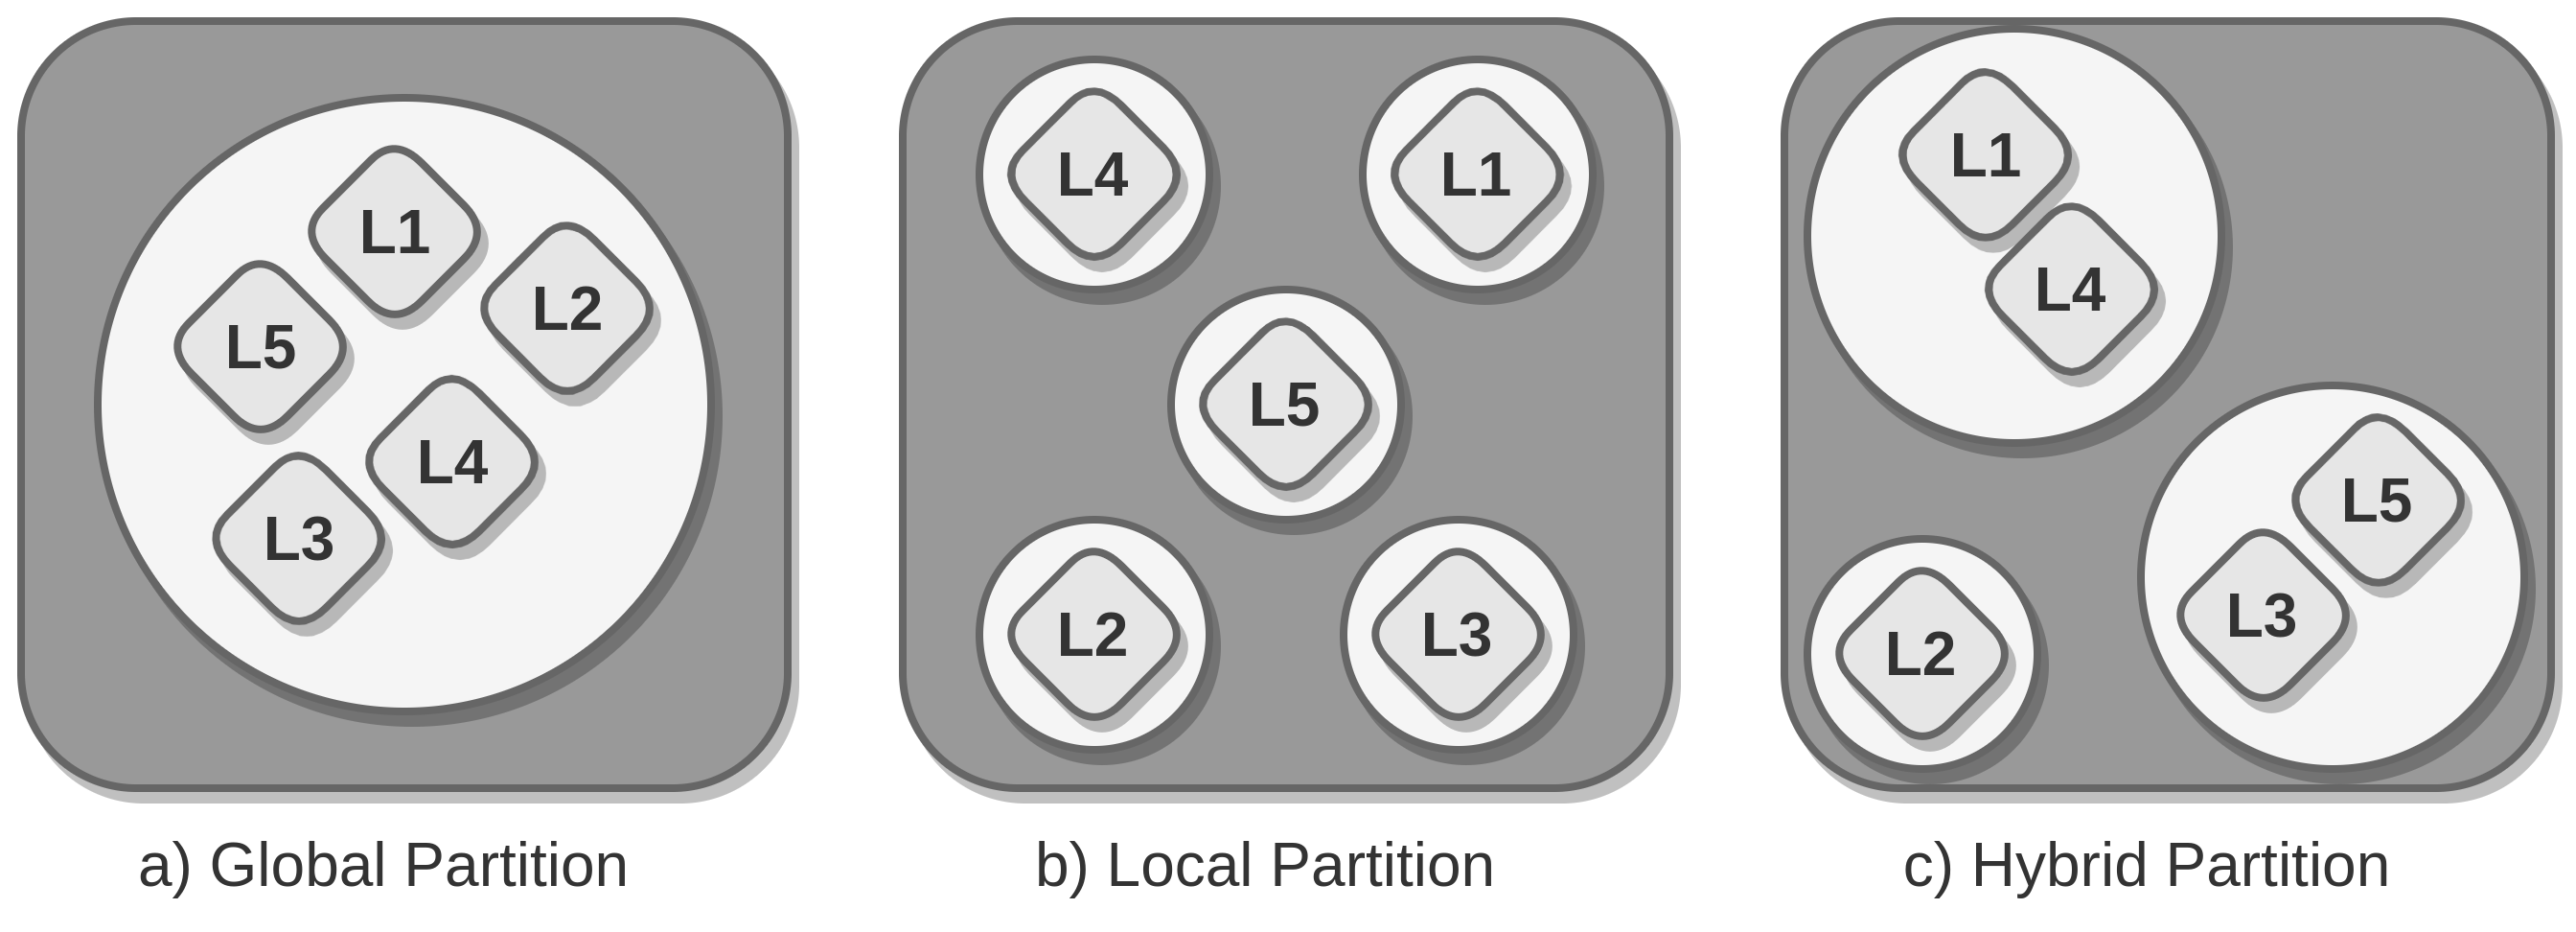 L1
L2
L5
L4
L3
a) Global Partition
L4
L1
L5
L2
L3
b) Local Partition
L1
L4
L5
L3
L2
c) Hybrid Partition